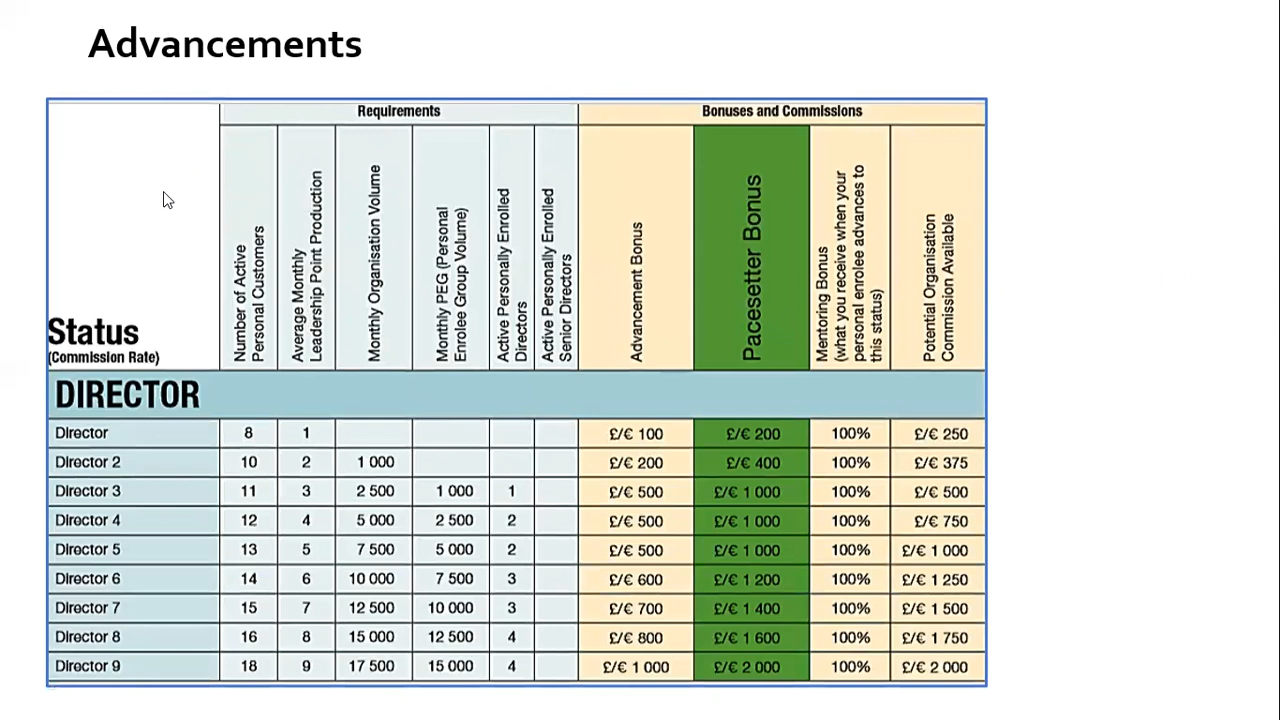 Advancements
Requirements
Bonuses and Commissions
Status
(Commission Rate)
Number of Active
Personal Customers
Average Monthly
Leadership Point Production
Monthly Organisation Volume
Monthly PEG (Personal
Enrolee Group Volume)
Active Personally Enrolled
Directors
Active Personally Enrolled
Senior Directors
Advancement Bonus
Pacesetter Bonus
Mentoring Bonus
(what you receive when your
personal enrolee advances to
this status)
Potential Organisation
Commission Available
DIRECTOR
Director 8 1 £/€ 100 £/€ 200 100% £/€ 250
Director 2 10 2 1 000 £/€ 200 £/€ 400 100% £/€ 375
Director 3 11 3 2 500 1 000 1 £/€ 500 £/€ 1 000 100% £/€ 500
Director 4 12 4 5 000 2 500 2 £/€ 500 £/€ 1 000 100% £/€ 750
Director 5 13 5 7 500 5 000 2 £/€ 500 £/€ 1 000 100% £/€ 1 000
Director 6 14 6 10 000 7 500 3 £/€ 600 £/€ 1 200 100% £/€ 1 250
Director 7 15 7 12 500 10 000 3 £/€ 700 £/€ 1 400 100% £/€ 1 500
Director 8 16 8 15 000 12 500 4 £/€ 800 £/€ 1 600 100% £/€ 1 750
Director 9 18 9 17 500 15 000 4 £/€ 1 000 £/€ 2 000 100% £/€ 2 000